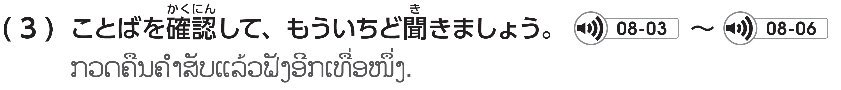 (3) ことばを確認して、もういちど聞きましょう。 08-03 ～ 08-06
ກວດຄືນຄຳສັບແລ້ວຟັງອີກເທື່ອໜຶ່ງ.